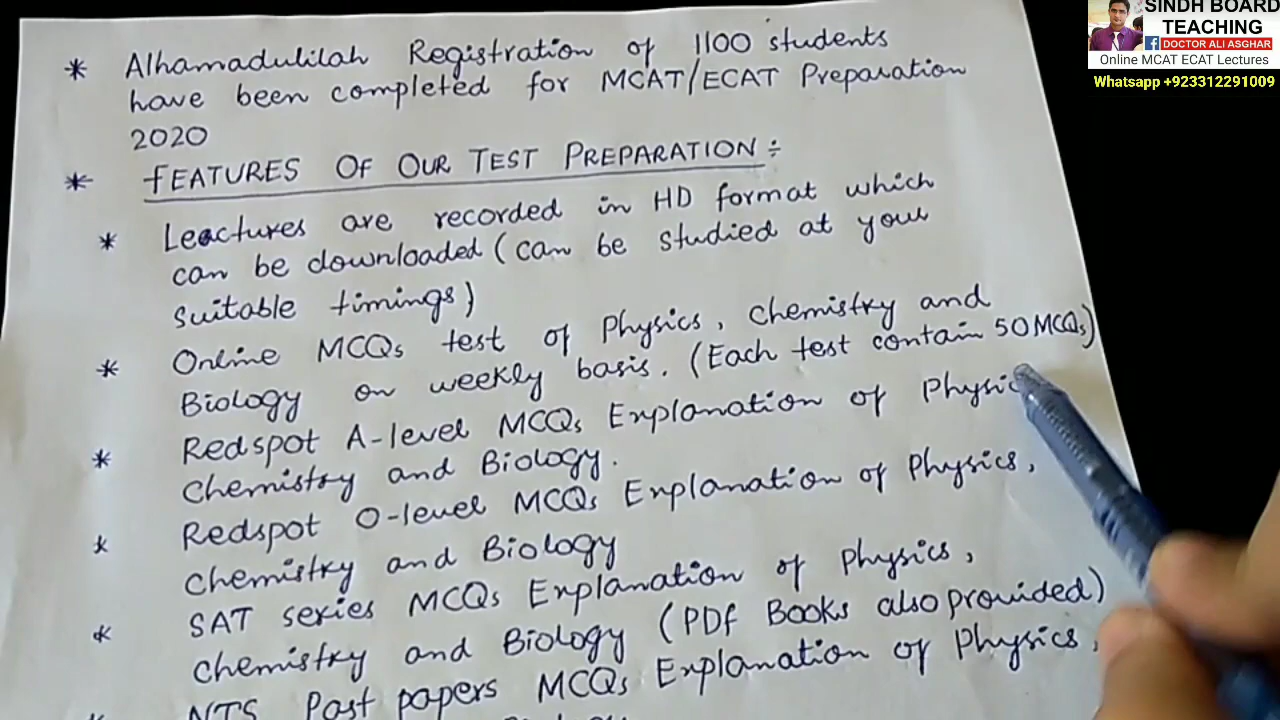 SINDH BOARD
TEACHING
DOCTOR ALI ASGHAR
Online MCAT ECAT Lectures
Whatsapp +923312291009
* Alhamadulilah Registration of 1100 students
have been completed for MCAT/ECAT Preparation
2020
* FEATURES OF OUR TEST PREPARATION:-
* Leactures are recorded in HD format which
can be downloaded (can be studied at your
suitable timings)
* Online MCQs test of Physics, Chemistry and
Biology on weekly basis. (Each test contain 50 MCQs)
* Redspot A-level MCQs Explanation of Physic
Chemistry and Biology.
* Redspot O-level MCQs Explanation of Physics,
Chemistry and Biology
* SAT series MCQs Explanation of Physics,
Chemistry and Biology (PDF Books also provided)
* NTS Past papers MCQs Explanation of Physics,